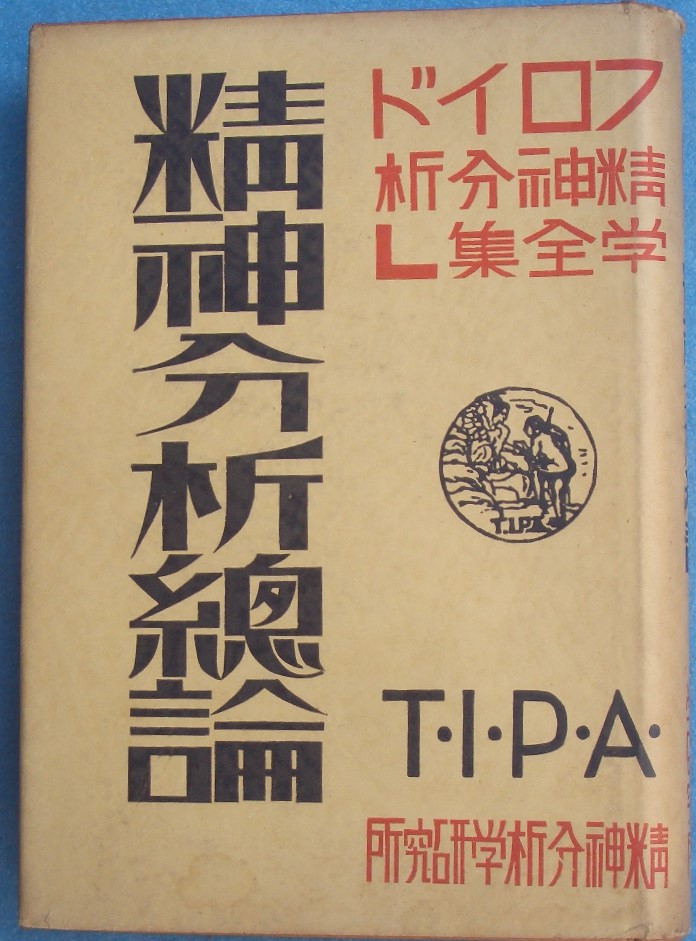 フロイド
精神分析
学全集L
精神分析總論
T.I.P.A
T·I·P·A·
精神分析学研究所